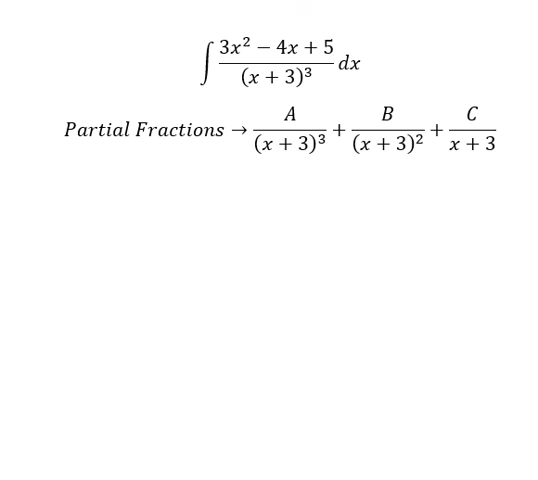 ∫ (3x² − 4x + 5)/(x + 3)³ dx
Partial Fractions → A/(x + 3)³ + B/(x + 3)² + C/(x + 3)